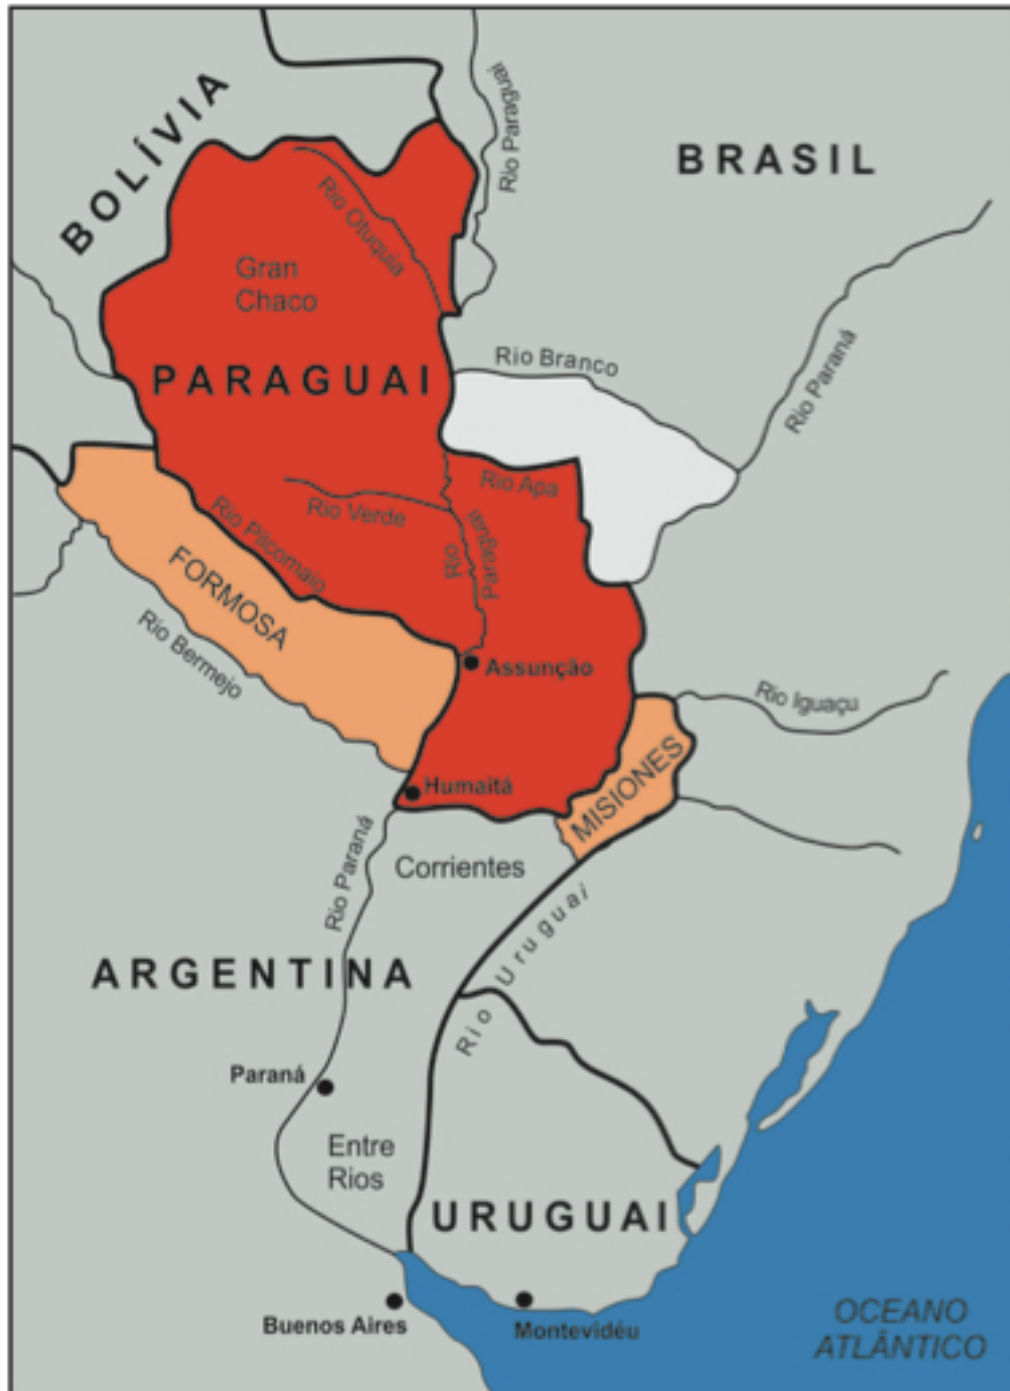 BOLÍVIA
Rio Paraguai
BRASIL
Rio Otuquia
Gran
Chaco
PARAGUAI
Rio Branco
Rio Paraná
Rio Apa
Rio Verde
Rio
Paraguai
Rio Pilcomaio
FORMOSA
Rio Bermejo
Assunção
Rio Iguaçu
MISIONES
Humaitá
Rio Paraná
Corrientes
Rio Uruguai
ARGENTINA
Paraná
Entre
Rios
URUGUAI
Buenos Aires
Montevidéu
OCEANO
ATLÂNTICO